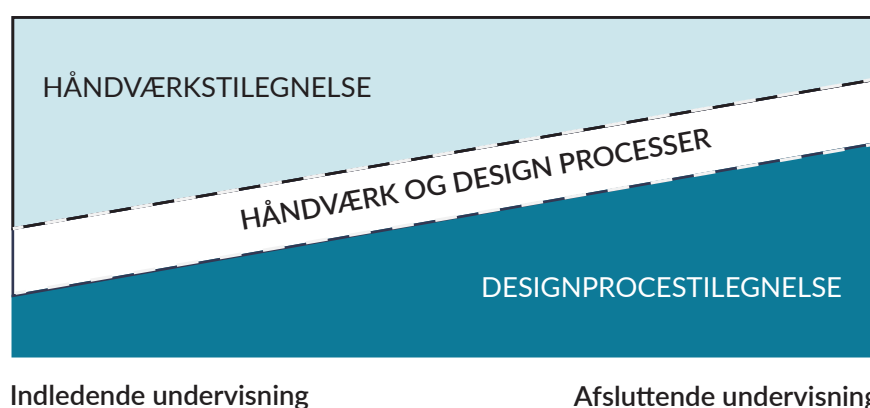 HÅNDVÆRKSTILEGNELSE
HÅNDVÆRK OG DESIGN PROCESSER
DESIGNPROCESTILEGNELSE
Indledende undervisning
Afsluttende undervisning